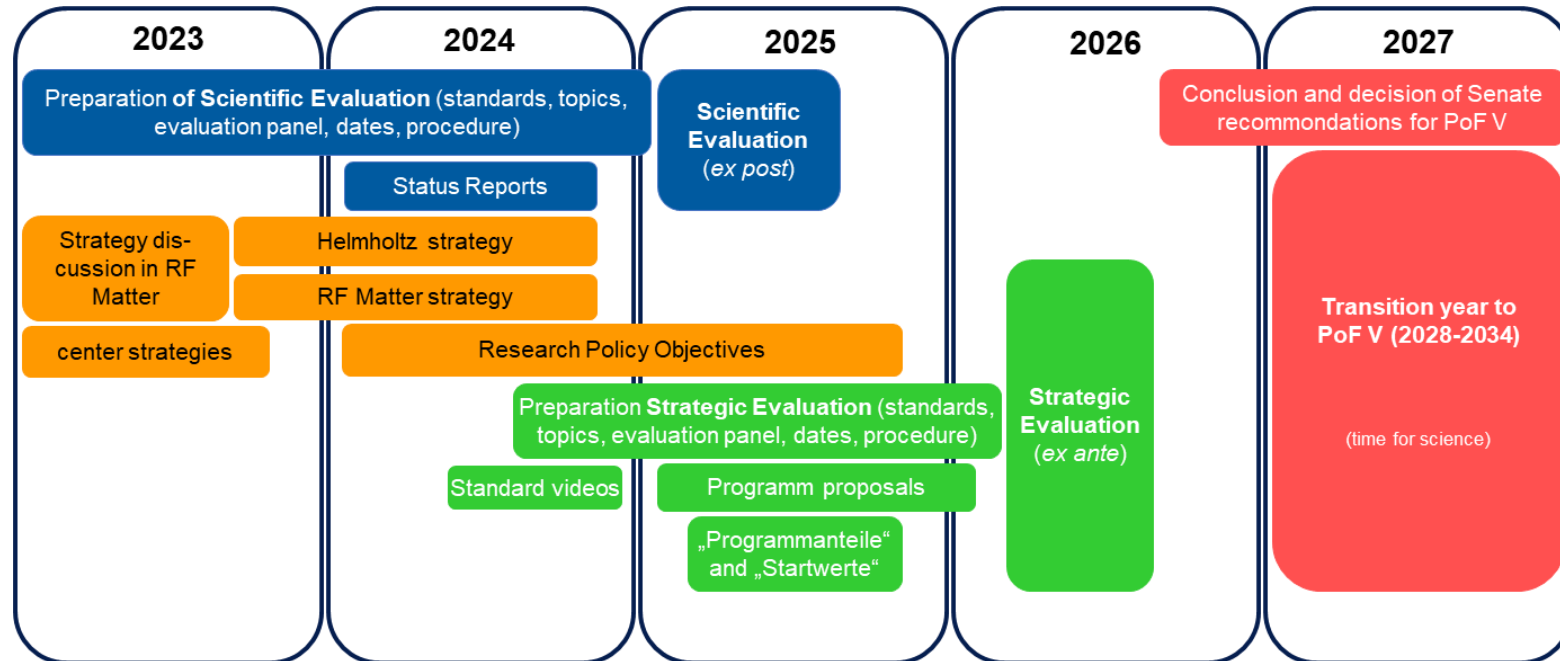 2023
2024
2025
2026
2027
Preparation of Scientific Evaluation (standards, topics,
evaluation panel, dates, procedure)
Scientific
Evaluation
(ex post)
Conclusion and decision of Senate
recommondations for PoF V
Status Reports
Strategy dis-
cussion in RF
Matter
Helmholtz strategy
RF Matter strategy
center strategies
Research Policy Objectives
Preparation Strategic Evaluation (standards,
topics, evaluation panel, dates, procedure)
Standard videos
Programm proposals
„Programmanteile“
and „Startwerte“
Strategic
Evaluation
(ex ante)
Transition year to
PoF V (2028-2034)
(time for science)